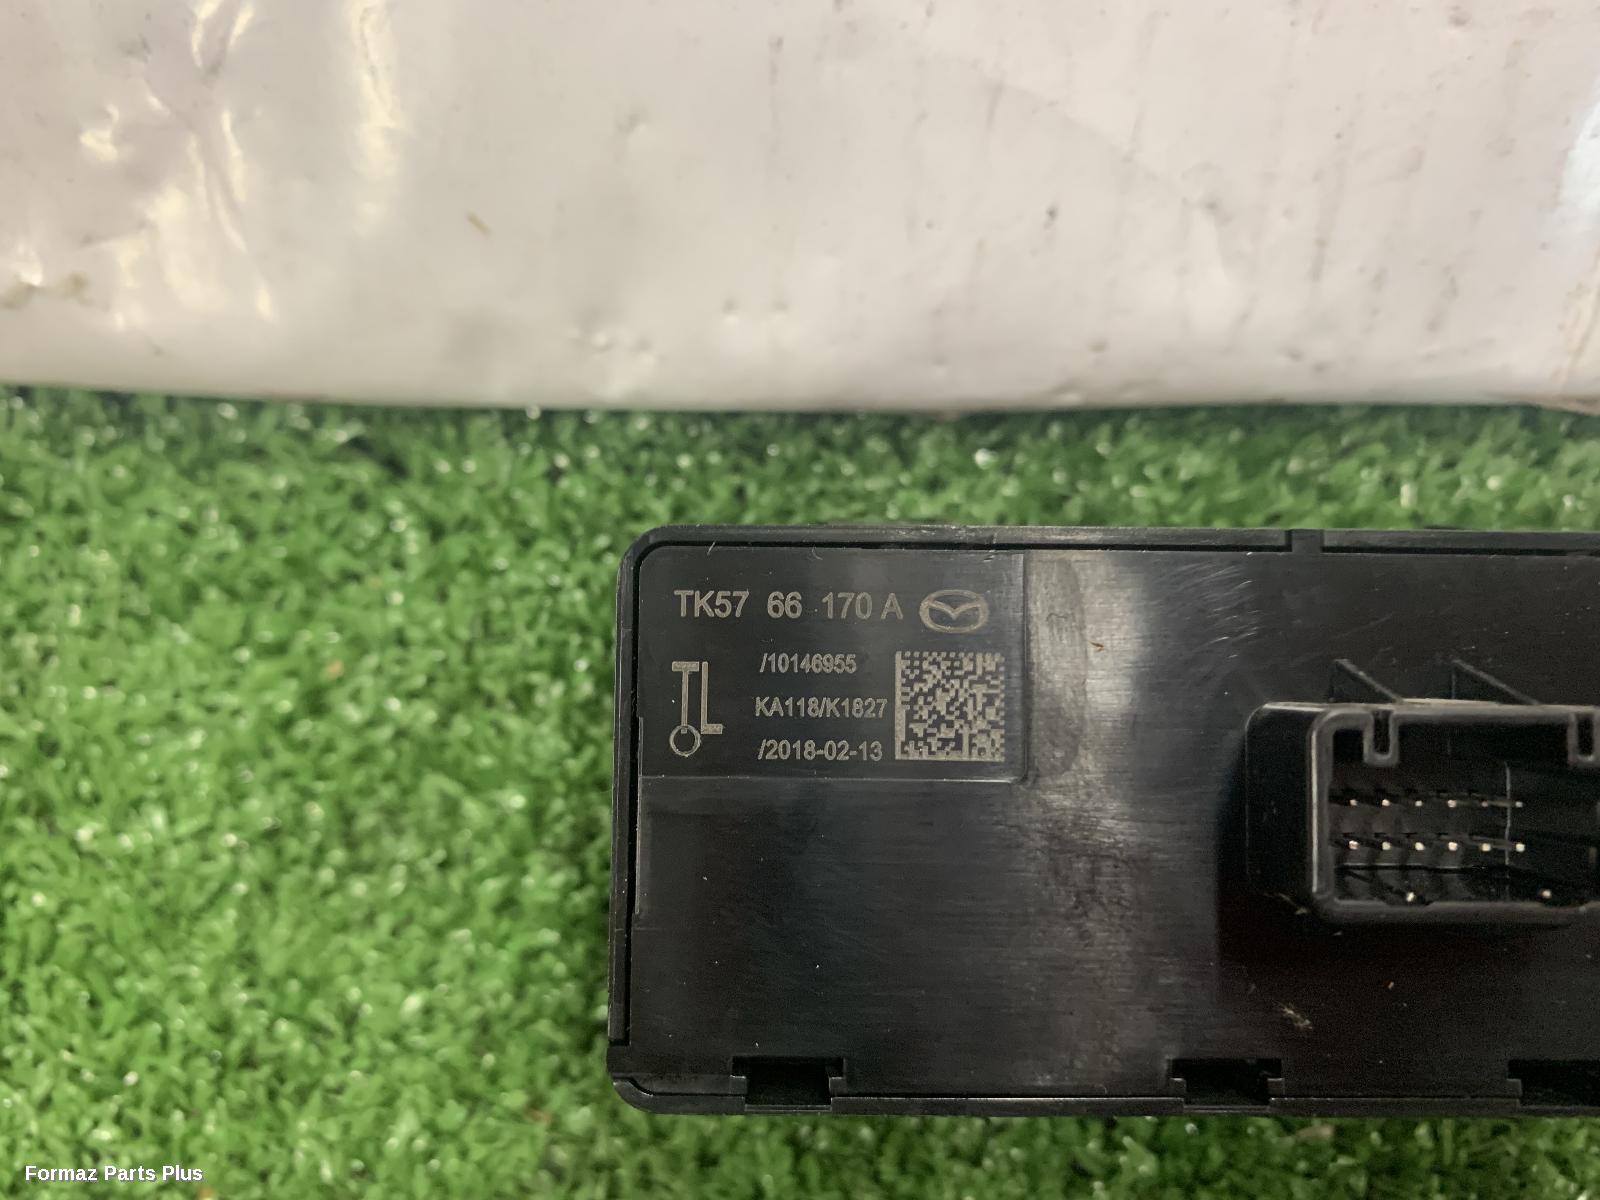 TK57 66 170 A
/10146955
KA118/K1827
/2018-02-13
Formaz Parts Plus